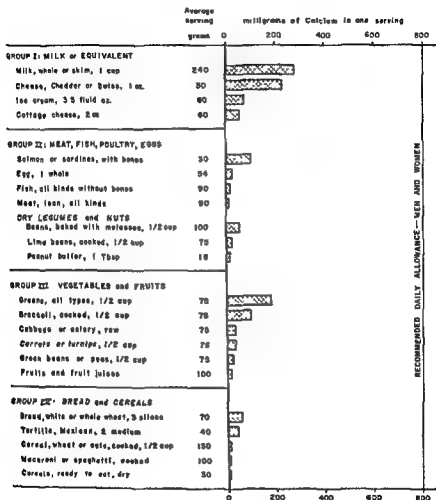 Average Serving grams
milligrams of Calcium in one serving
0 200 400 600 800
GROUP I: MILK or EQUIVALENT
Milk, whole or skim, 1 cup 240
Cheese, Cheddar or Swiss, 1 oz. 30
Ice cream, 3.5 fluid oz. 60
Cottage cheese, 2 oz 60
GROUP II: MEAT, FISH, POULTRY, EGGS
Salmon or sardines, with bones 30
Egg, 1 whole 54
Fish, all kinds without bones 90
Meat, lean, all kinds 90
DRY LEGUMES and NUTS
Beans, baked with molasses, 1/2 cup 100
Lima beans, cooked, 1/2 cup 75
Peanut butter, 1 Tbsp 16
GROUP III VEGETABLES and FRUITS
Greens, all types, 1/2 cup 75
Broccoli, cooked, 1/2 cup 75
Cabbage or celery, raw 75
Carrots or turnips, 1/2 cup 75
Green beans or peas, 1/2 cup 75
Fruits and fruit juices 100
GROUP IV: BREAD and CEREALS
Bread, white or whole wheat, 3 slices 70
Tortilla, Mexican, 2 medium 40
Cereal, wheat or oats, cooked, 1/2 cup 130
Macaroni or spaghetti, cooked 100
Cereals, ready to eat, dry 30
RECOMMENDED DAILY ALLOWANCE—MEN AND WOMEN
0 200 400 600 800